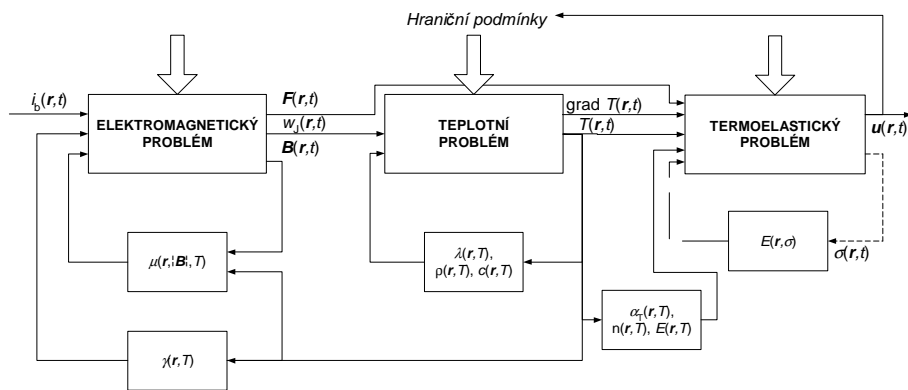 Hraniční podmínky
i_b(r,t)
ELEKTROMAGNETICKÝ
PROBLÉM
F(r,t)
w_J(r,t)
B(r,t)
TEPLOTNÍ
PROBLÉM
grad T(r,t)
T(r,t)
TERMOELASTICKÝ
PROBLÉM
u(r,t)
μ(r,¦B¦,T)
λ(r,T),
ρ(r,T), c(r,T)
E(r,σ)
σ(r,t)
α_T(r,T),
n(r,T), E(r,T)
γ(r,T)